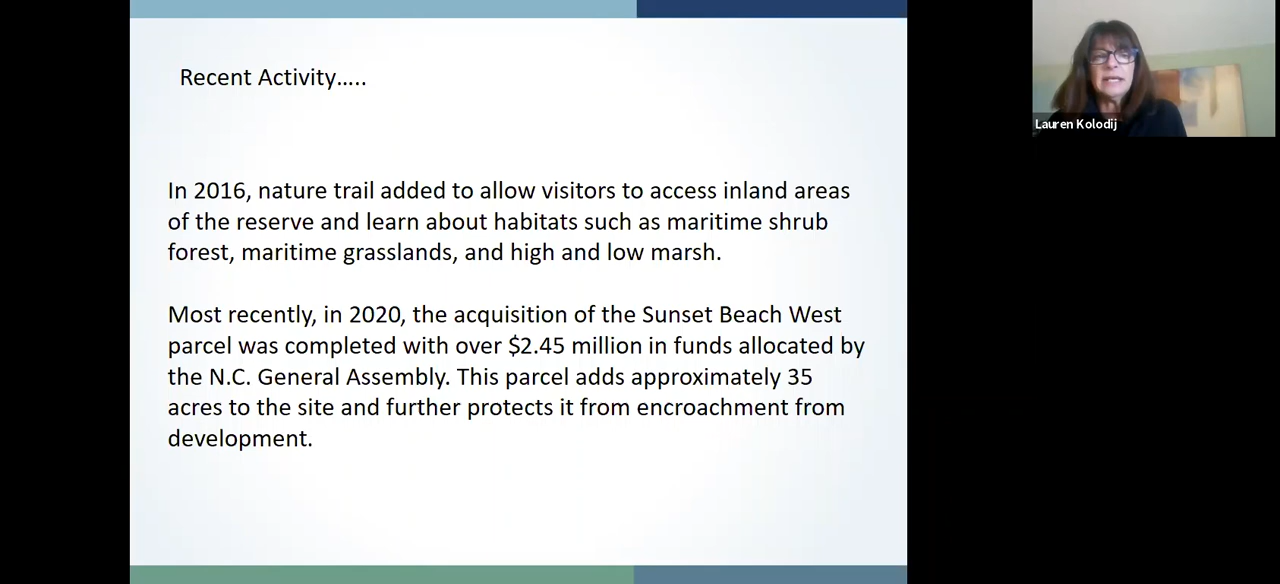 Recent Activity.....
In 2016, nature trail added to allow visitors to access inland areas
of the reserve and learn about habitats such as maritime shrub
forest, maritime grasslands, and high and low marsh.
Most recently, in 2020, the acquisition of the Sunset Beach West
parcel was completed with over $2.45 million in funds allocated by
the N.C. General Assembly. This parcel adds approximately 35
acres to the site and further protects it from encroachment from
development.
Lauren Kolodij